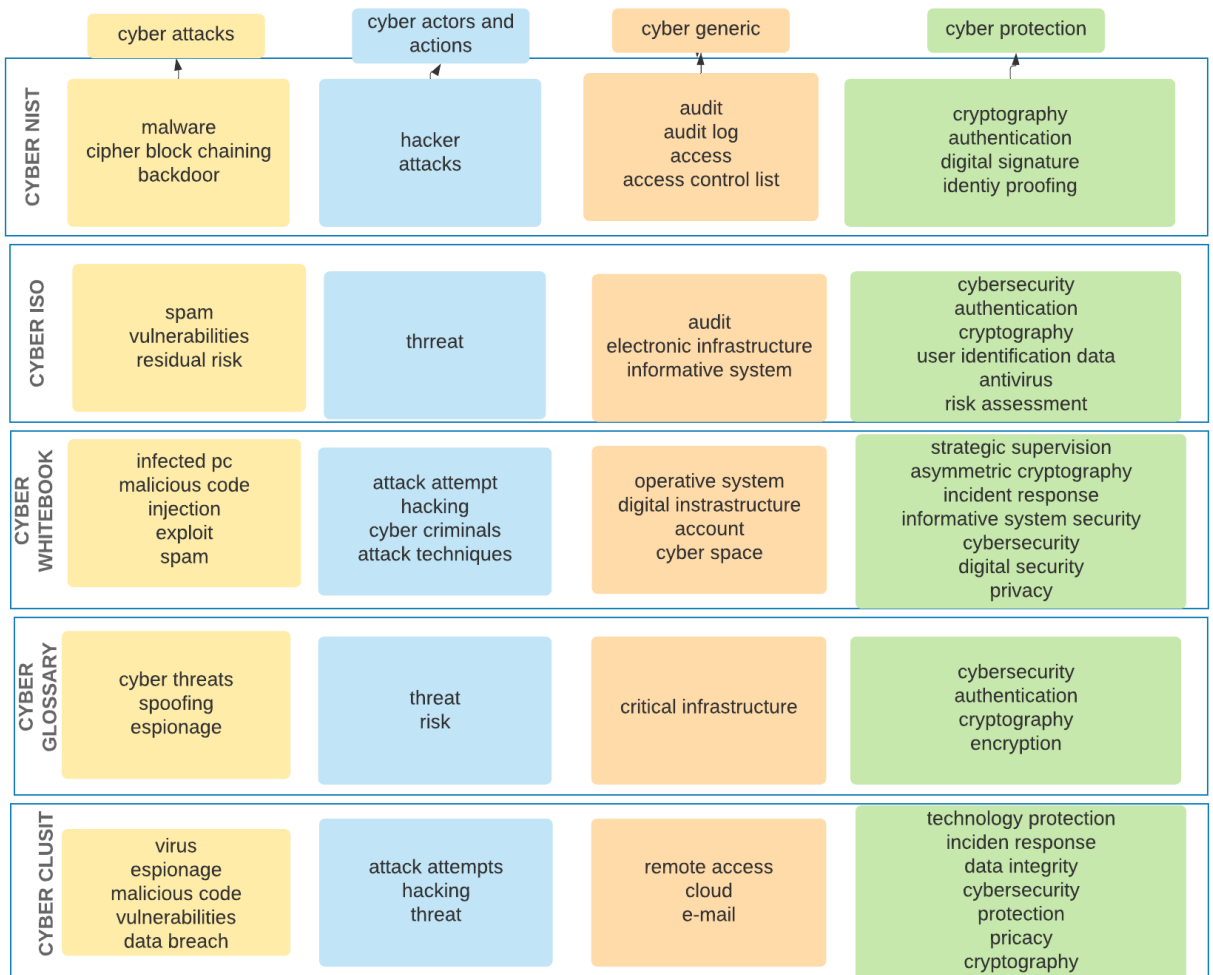 cyber attacks
cyber actors and
actions
cyber generic
cyber protection
CYBER NIST
malware
cipher block chaining
backdoor
hacker
attacks
audit
audit log
access
access control list
cryptography
authentication
digital signature
identiy proofing
CYBER ISO
spam
vulnerabilities
residual risk
thrreat
audit
electronic infrastructure
informative system
cybersecurity
authentication
cryptography
user identification data
antivirus
risk assessment
CYBER
WHITEBOOK
infected pc
malicious code
injection
exploit
spam
attack attempt
hacking
cyber criminals
attack techniques
operative system
digital instrastructure
account
cyber space
strategic supervision
asymmetric cryptography
incident response
informative system security
cybersecurity
digital security
privacy
CYBER
GLOSSARY
cyber threats
spoofing
espionage
threat
risk
critical infrastructure
cybersecurity
authentication
cryptography
encryption
CYBER CLUSIT
virus
espionage
malicious code
vulnerabilities
data breach
attack attempts
hacking
threat
remote access
cloud
e-mail
technology protection
inciden response
data integrity
cybersecurity
protection
pricacy
cryptography